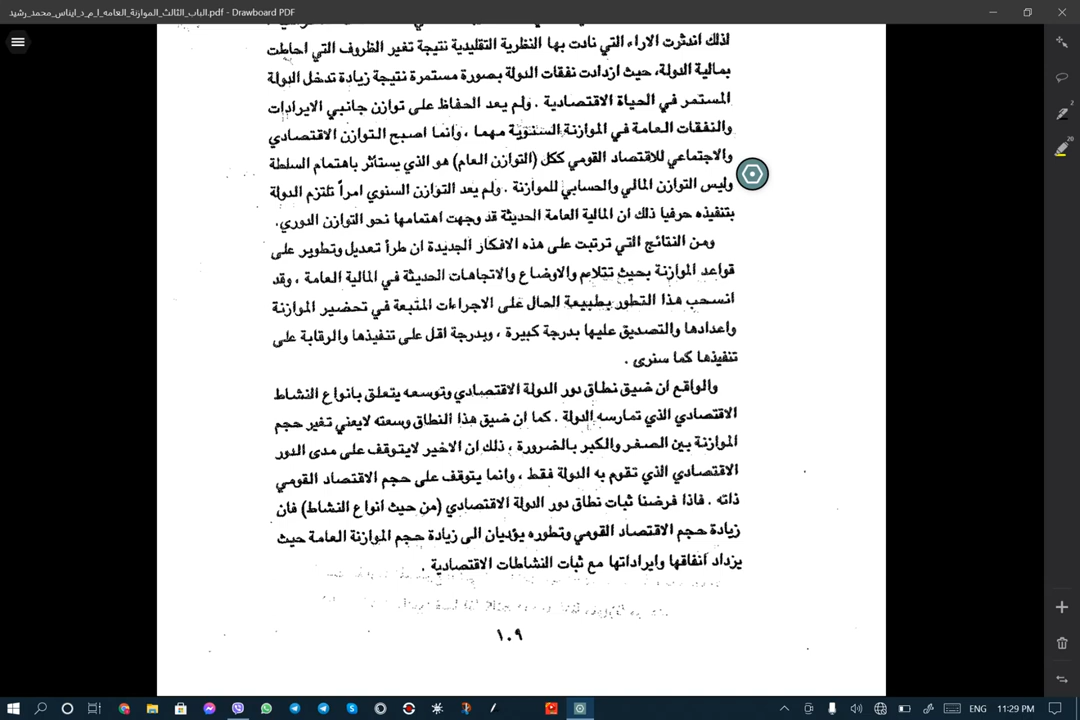 الباب_الثالث_الموازنة_العامه_ا_م_د_ايناس_محمد_رشيد.pdf - Drawboard PDF
لذلك اندثرت الاراء التي نادت بها النظرية التقليدية نتيجة تغير الظروف التي احاطت
بمالية الدولة، حيث ازدادت نفقات الدولة بصورة مستمرة نتيجة زيادة تدخل الدولة
المستمر في الحياة الاقتصادية . ولم يعد الحفاظ على توازن جانبي الايرادات
والنفقات العامة في الموازنة السنوية مهما ، وانما اصبح التوازن الاقتصادي
والاجتماعي للاقتصاد القومي ككل (التوازن العام) هو الذي يستأثر باهتمام السلطة
وليس التوازن المالي والحسابي للموازنة . ولم يعد التوازن السنوي امراً تلتزم الدولة
بتنفيذه حرفيا ذلك ان المالية العامة الحديثة قد وجهت اهتمامها نحو التوازن الدوري.
ومن النتائج التي ترتبت على هذه الافكار الجديدة ان طرأ تعديل وتطوير على
قواعد الموازنة بحيث تتلاءم والاوضاع والاتجاهات الحديثة في المالية العامة ، وقد
انسحب هذا التطور بطبيعة الحال على الاجراءات المتبعة في تحضير الموازنة
واعدادها والتصديق عليها بدرجة كبيرة ، وبدرجة اقل على تنفيذها والرقابة على
تنفيذها كما سنرى .
والواقع ان ضيق نطاق دور الدولة الاقتصادي وتوسعه يتعلق بانواع النشاط
الاقتصادي الذي تمارسه الدولة . كما ان ضيق هذا النطاق وسعته لايعني تغير حجم
الموازنة بين الصغر والكبر بالضرورة ، ذلك ان الاخير لايتوقف على مدى الدور
الاقتصادي الذي تقوم به الدولة فقط ، وانما يتوقف على حجم الاقتصاد القومي
ذاته . فاذا فرضنا ثبات نطاق دور الدولة الاقتصادي (من حيث انواع النشاط) فان
زيادة حجم الاقتصاد القومي وتطوره يؤديان الى زيادة حجم الموازنة العامة حيث
يزداد انفاقها وايراداتها مع ثبات النشاطات الاقتصادية .
١٠٩
2
20
ENG 11:29 PM